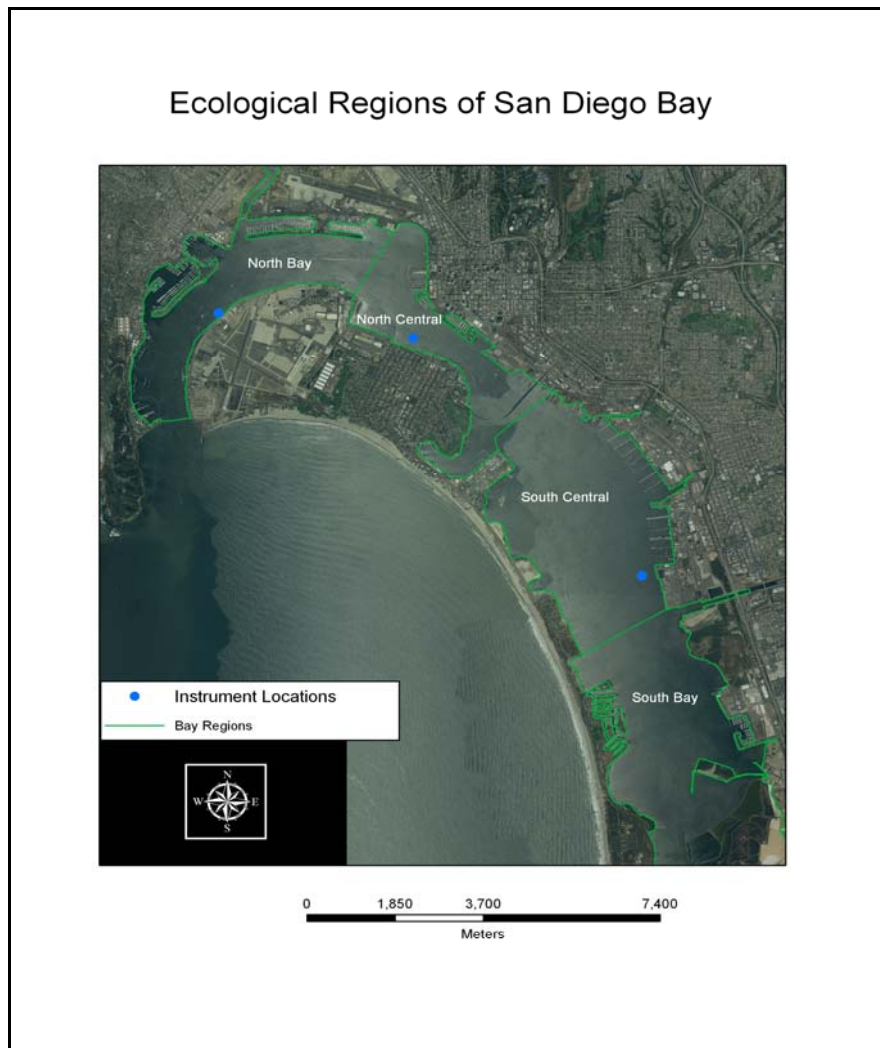 Ecological Regions of San Diego Bay
North Bay
North Central
South Central
South Bay
Instrument Locations
Bay Regions
N
W E
S
0 1,850 3,700 7,400
Meters